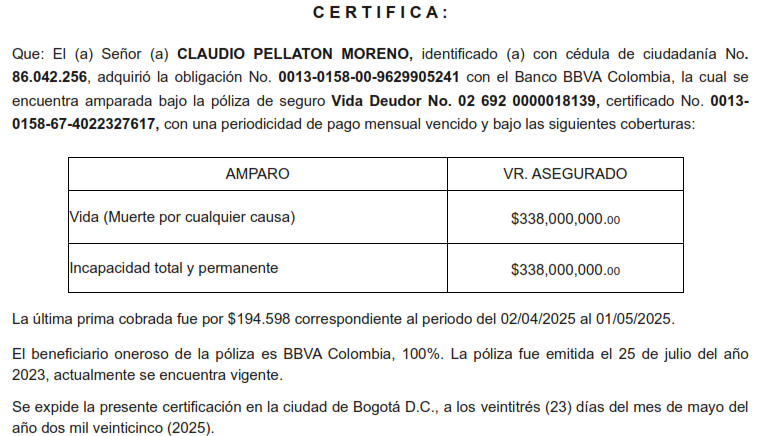 CERTIFICA:
Que: El (a) Señor (a) CLAUDIO PELLATON MORENO, identificado (a) con cédula de ciudadanía No.
86.042.256, adquirió la obligación No. 0013-0158-00-9629905241 con el Banco BBVA Colombia, la cual se
encuentra amparada bajo la póliza de seguro Vida Deudor No. 02 692 0000018139, certificado No. 0013-
0158-67-4022327617, con una periodicidad de pago mensual vencido y bajo las siguientes coberturas:
AMPARO VR. ASEGURADO
Vida (Muerte por cualquier causa) $338,000,000.00
Incapacidad total y permanente $338,000,000.00
La última prima cobrada fue por $194.598 correspondiente al periodo del 02/04/2025 al 01/05/2025.
El beneficiario oneroso de la póliza es BBVA Colombia, 100%. La póliza fue emitida el 25 de julio del año
2023, actualmente se encuentra vigente.
Se expide la presente certificación en la ciudad de Bogotá D.C., a los veintitrés (23) días del mes de mayo del
año dos mil veinticinco (2025).